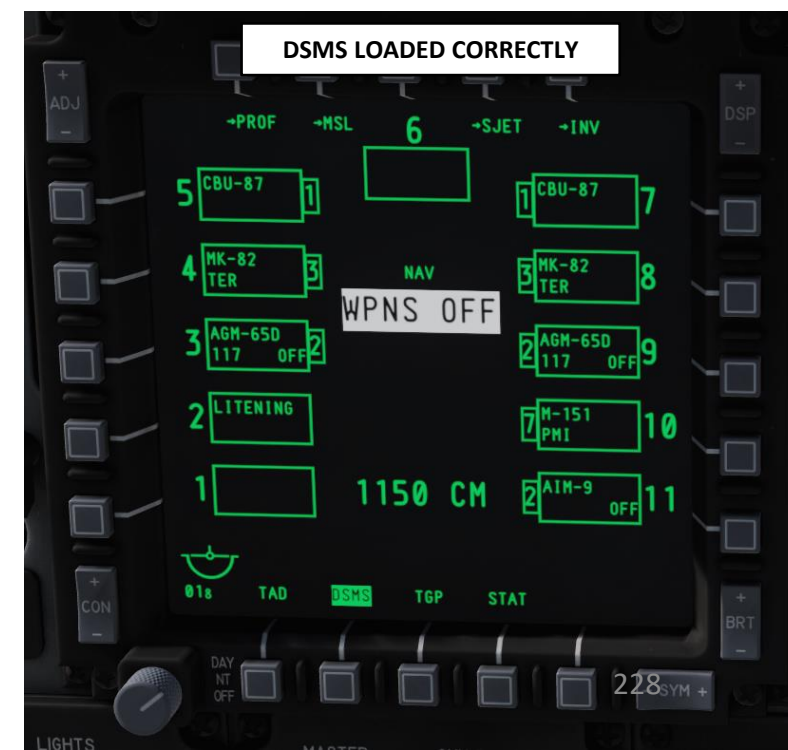 DSMS LOADED CORRECTLY
+
ADJ
-
+
DSP
-
→PROF →MSL 6 →SJET →INV
5 CBU-87 1
1 CBU-87 7
4 MK-82 3
TER
NAV
3 MK-82 8
TER
WPNS OFF
3 AGM-65D 2
117 OFF
2 AGM-65D 9
117 OFF
2 LITENING
7 M-151 10
PMI
1
1150 CM
2 AIM-9 11
OFF
018 TAD DSMS TGP STAT
+
CON
-
+
BRT
-
DAY
NT
OFF
228
SYM +
LIGHTS